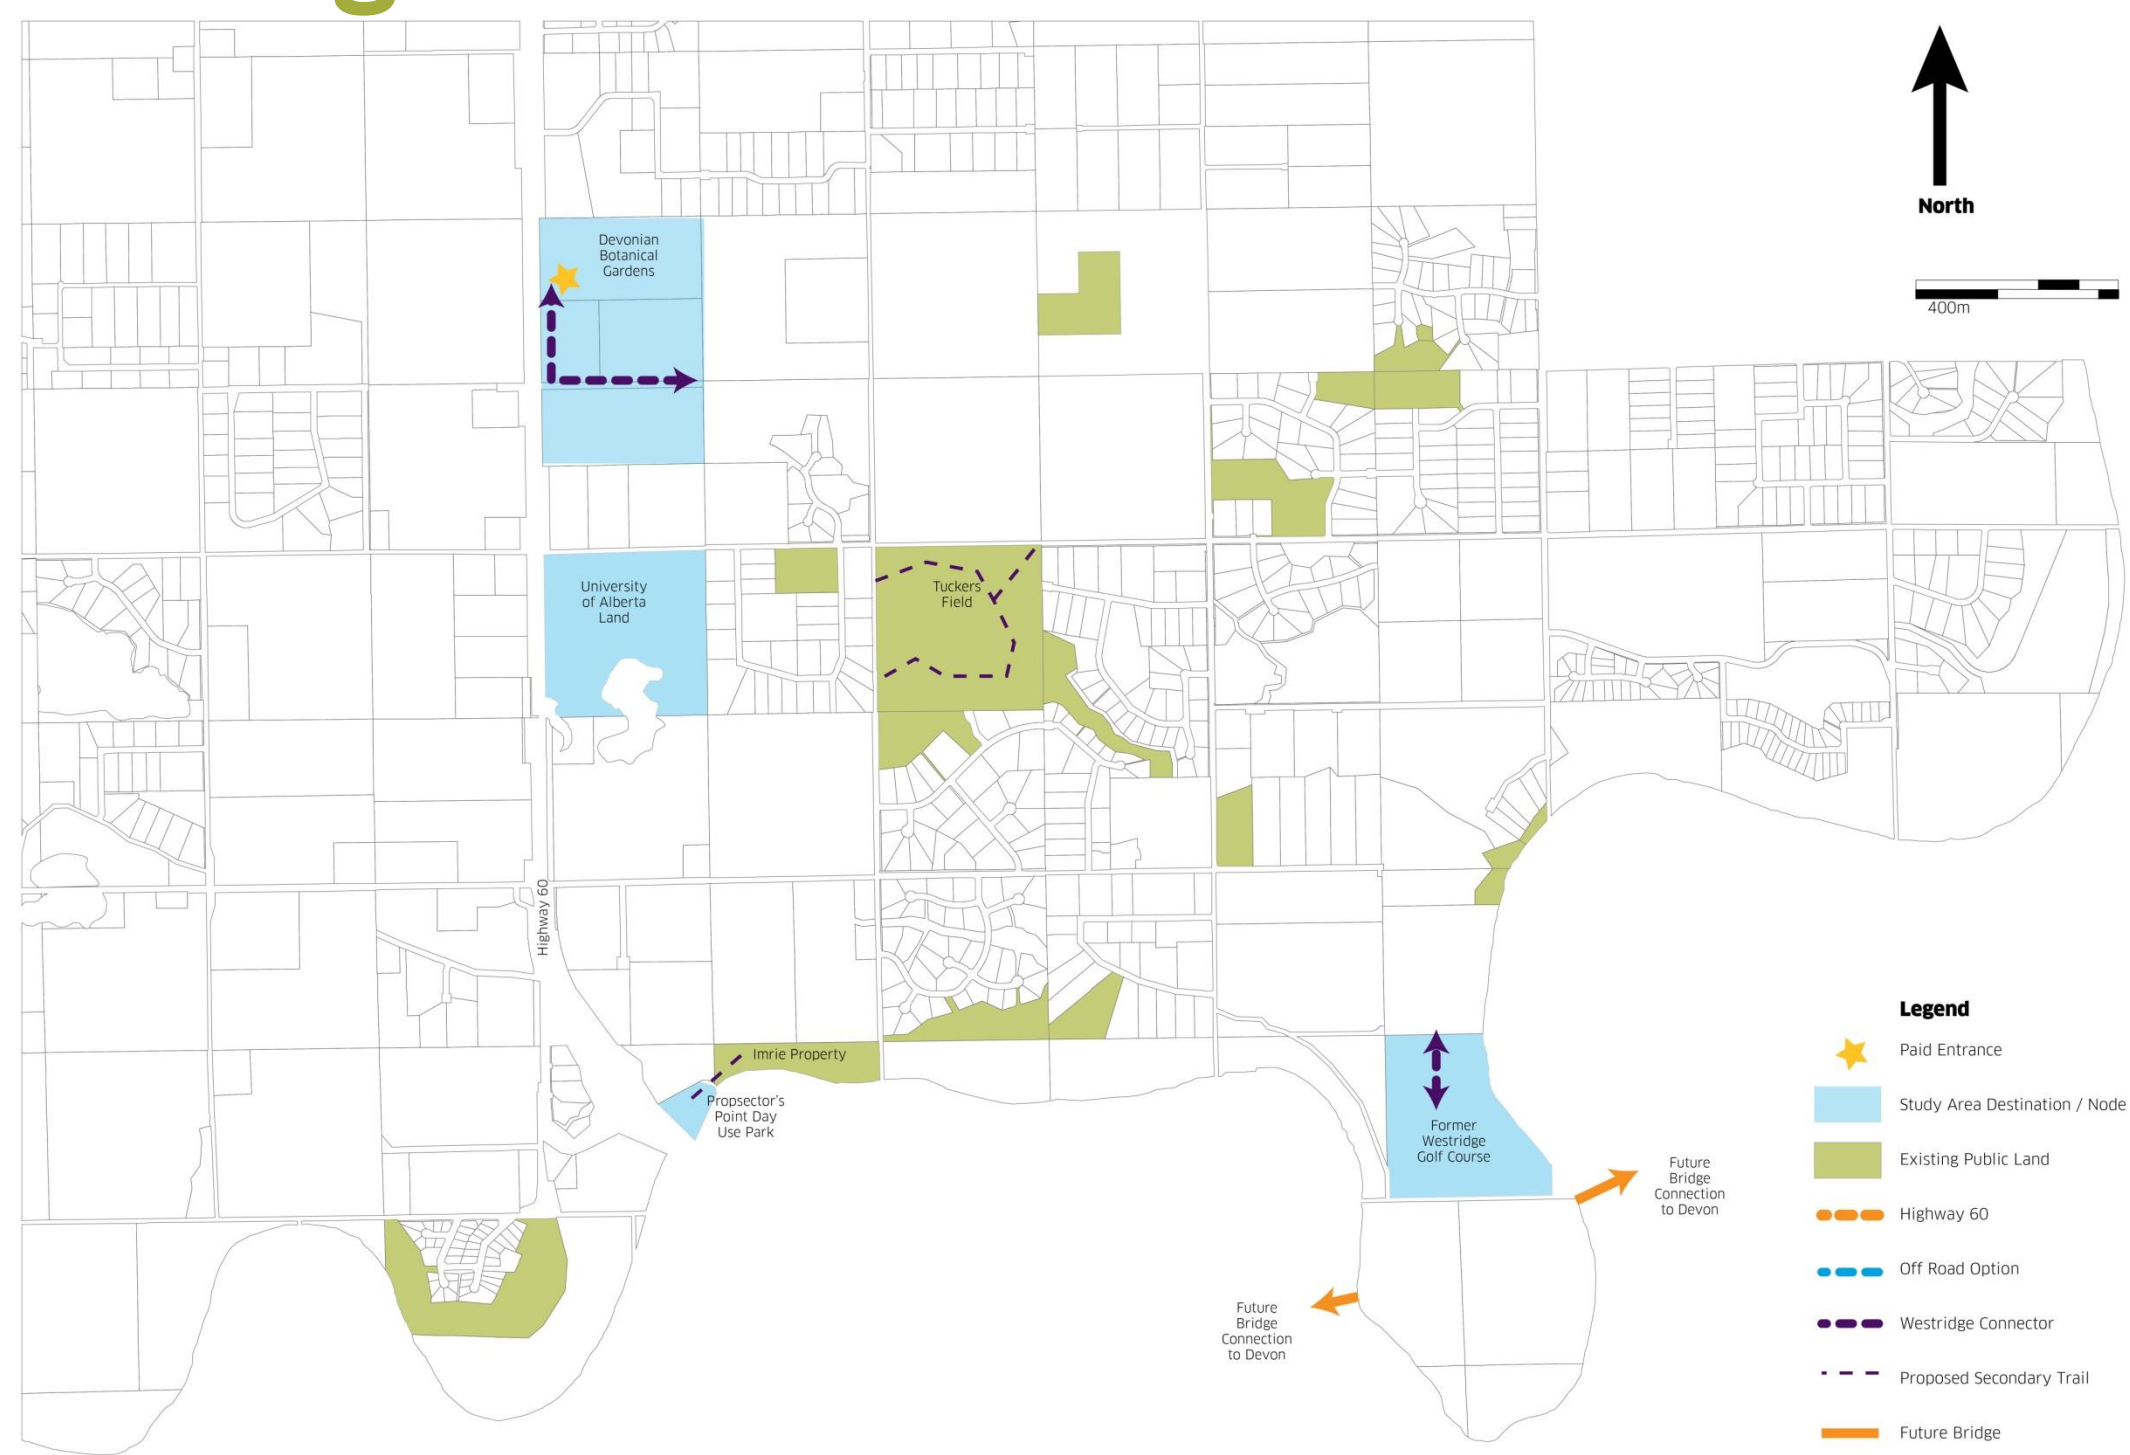 g
North
400m
Devonian
Botanical
Gardens
University
of Alberta
Land
Tuckers
Field
Highway 60
Imrie Property
Propsector's
Point Day
Use Park
Former
Westridge
Golf Course
Future
Bridge
Connection
to Devon
Future
Bridge
Connection
to Devon
Legend
Paid Entrance
Study Area Destination / Node
Existing Public Land
Highway 60
Off Road Option
Westridge Connector
Proposed Secondary Trail
Future Bridge